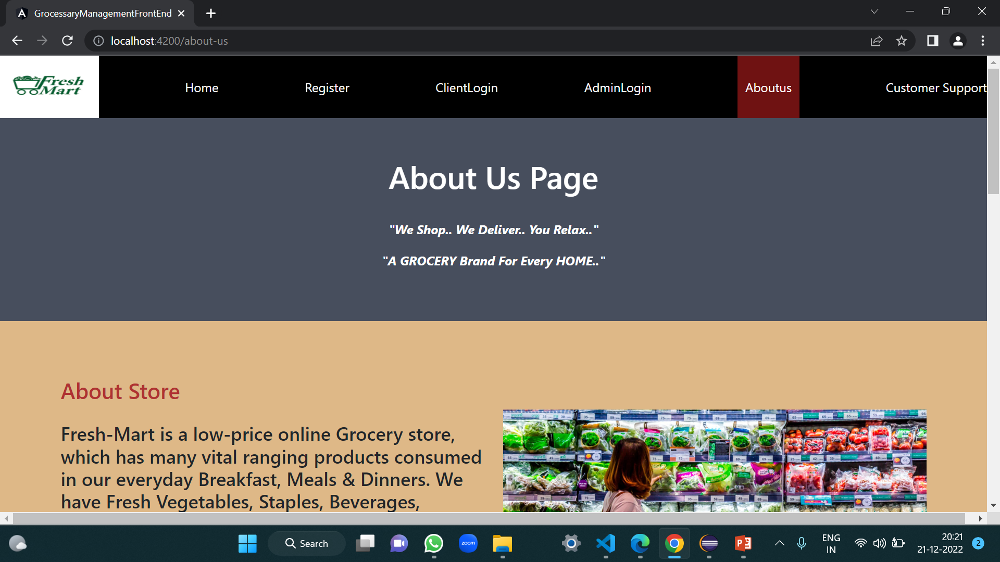 GrocessaryManagementFrontEnd
localhost:4200/about-us
Fresh Mart
Home
Register
ClientLogin
AdminLogin
Aboutus
Customer Support
About Us Page
"We Shop.. We Deliver.. You Relax.."
"A GROCERY Brand For Every HOME.."
About Store
Fresh-Mart is a low-price online Grocery store,
which has many vital ranging products consumed
in our everyday Breakfast, Meals & Dinners. We
have Fresh Vegetables, Staples, Beverages,
Search
zoom
ENG
IN
20:21
21-12-2022
2